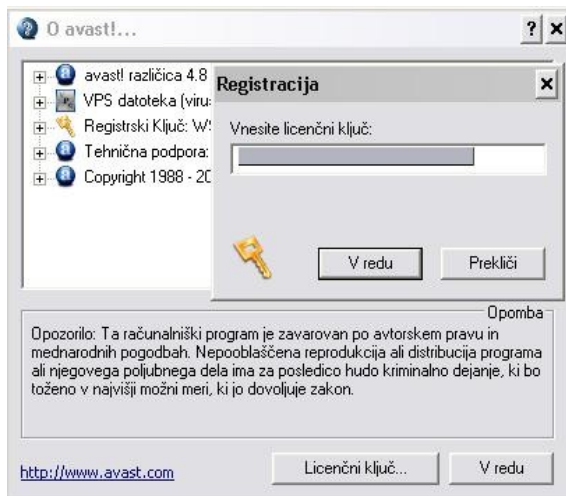 O avast!...
avast! različica 4.8
VPS datoteka
Registrski Ključ:
Tehnična podpora:
Copyright 1988 -
Registracija
Vnesite licenčni ključ:
V redu
Prekliči
Opomba
Opozorilo: Ta računalniški program je zavarovan po avtorskem pravu in
mednarodnih pogodbah. Nepooblaščena reprodukcija ali distribucija programa
ali njegovega poljubnega dela ima za posledico hudo kriminalno dejanje, ki bo
toženo v najvišji možni meri, ki jo dovoljuje zakon.
http://www.avast.com
Licenčni ključ...
V redu